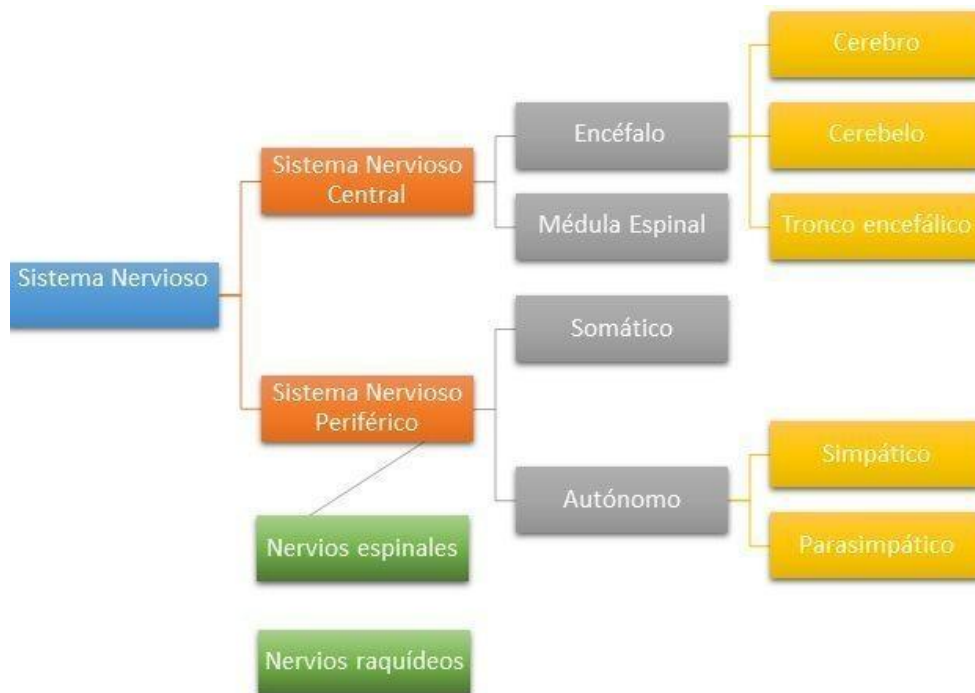 Sistema Nervioso
Sistema Nervioso
Central
Encéfalo
Cerebro
Cerebelo
Tronco encefálico
Médula Espinal
Sistema Nervioso
Periférico
Somático
Autónomo
Simpático
Parasimpático
Nervios espinales
Nervios raquídeos